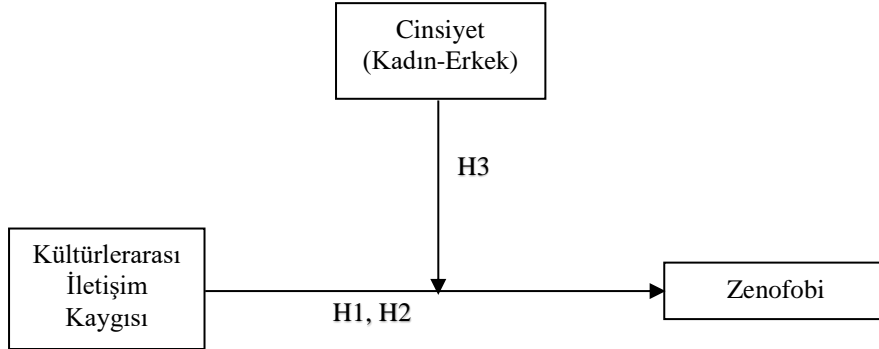 Cinsiyet
(Kadın-Erkek)
H3
Kültürlerarası
İletişim
Kaygısı
H1, H2
Zenofobi